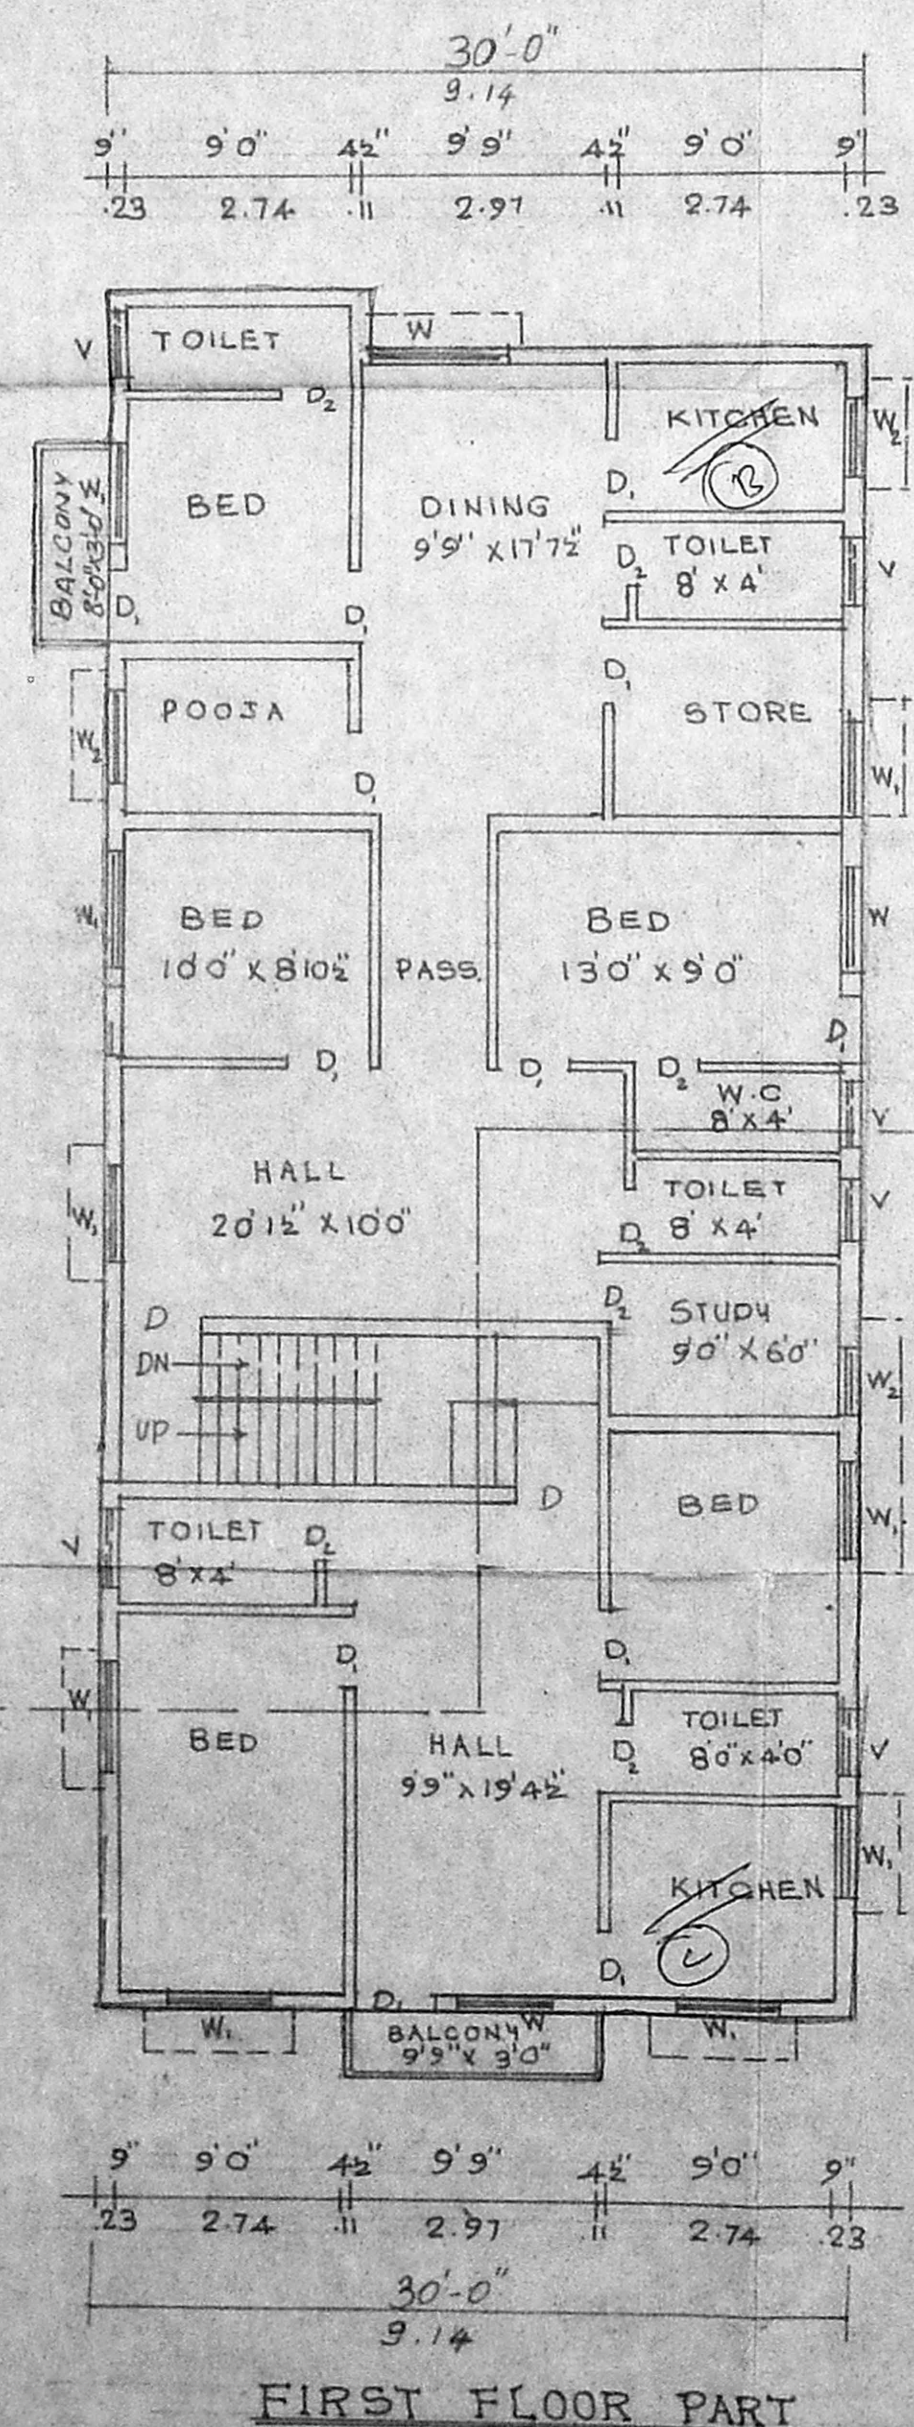 30'-0"
9.14
9" 9'0" 4½" 9'9" 4½" 9'0" 9"
.23 2.74 .11 2.97 .11 2.74 .23
V TOILET W
D2
KITCHEN W2
B
BALCONY
8'-0"x3'
BED
DINING
9'9" X 17'7½"
D1
D2 TOILET
8' X 4' V
D1 D1
D1
W2 POOJA
STORE
W1
D1
W1 BED
10'0" X 8'10½"
PASS.
BED
13'0" X 9'0"
W
D1
D1 D1 D2
W.C
8' X 4' V
HALL
20'1½" X 10'0"
W1
TOILET
D2 8' X 4' V
D2 STUDY
9'0" X 6'0"
W2
D
DN
UP
D
BED
W1
V TOILET D2
8' X 4'
D1 D1
W1 BED
HALL
9'9" X 19'4½"
TOILET
D2 8'0" X 4'0" V
KITCHEN
W1
D1
D1
W1 BALCONY W W1
9'9" X 3'0"
9" 9'0" 4½" 9'9" 4½" 9'0" 9"
.23 2.74 .11 2.97 .11 2.74 .23
30'-0"
9.14
FIRST FLOOR PART